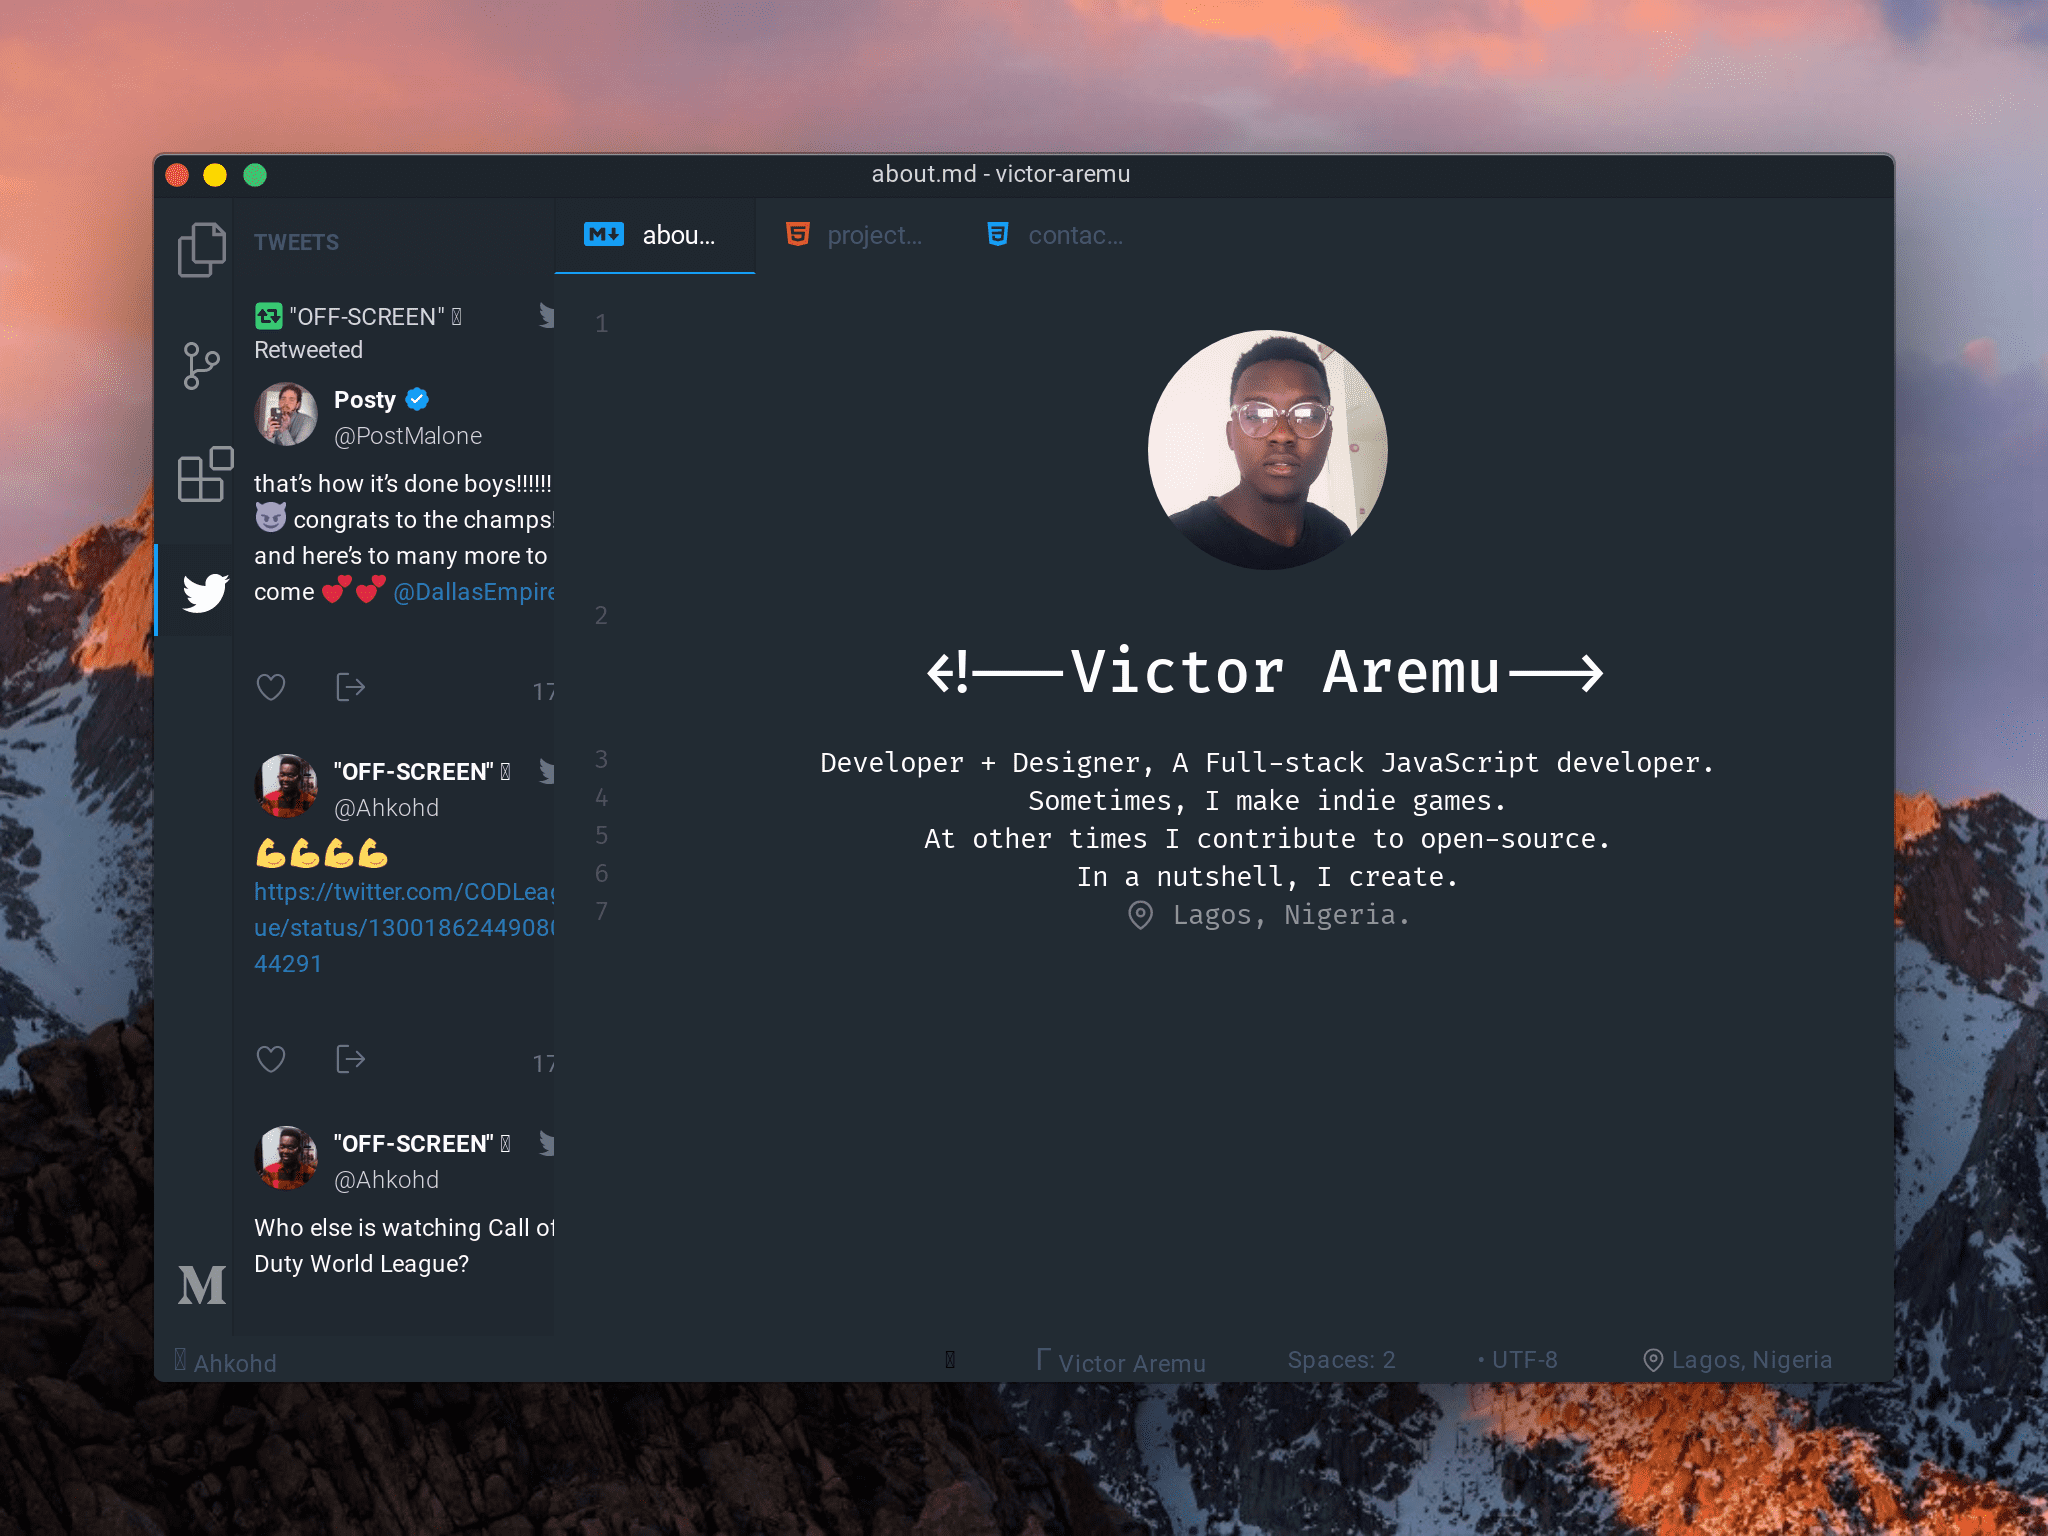 about.md - victor-aremu
TWEETS
abou...
project...
contac...
"OFF-SCREEN"
Retweeted
Posty
@PostMalone
that's how it's done boys!!!!!!
congrats to the champs!
and here's to many more to
come @DallasEmpire
17
"OFF-SCREEN"
@Ahkohd
https://twitter.com/CODLeag
ue/status/13001862449080
44291
17
"OFF-SCREEN"
@Ahkohd
Who else is watching Call of
Duty World League?
M
1
2
<!--Victor Aremu-->
3 Developer + Designer, A Full-stack JavaScript developer.
4 Sometimes, I make indie games.
5 At other times I contribute to open-source.
6 In a nutshell, I create.
7 Lagos, Nigeria.
Ahkohd
Victor Aremu
Spaces: 2
• UTF-8
Lagos, Nigeria